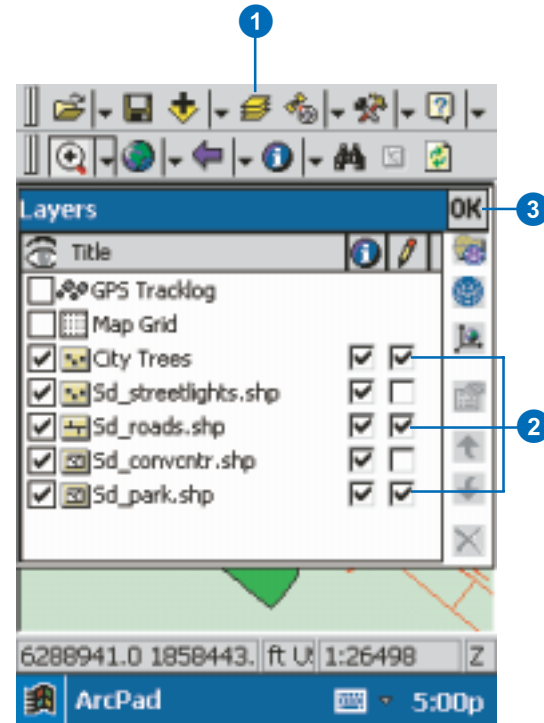 1
Layers OK 3
Title
GPS Tracklog
Map Grid
City Trees
Sd_streetlights.shp
Sd_roads.shp 2
Sd_convcntr.shp
Sd_park.shp
6288941.0 1858443. ft U 1:26498 Z
ArcPad 5:00p